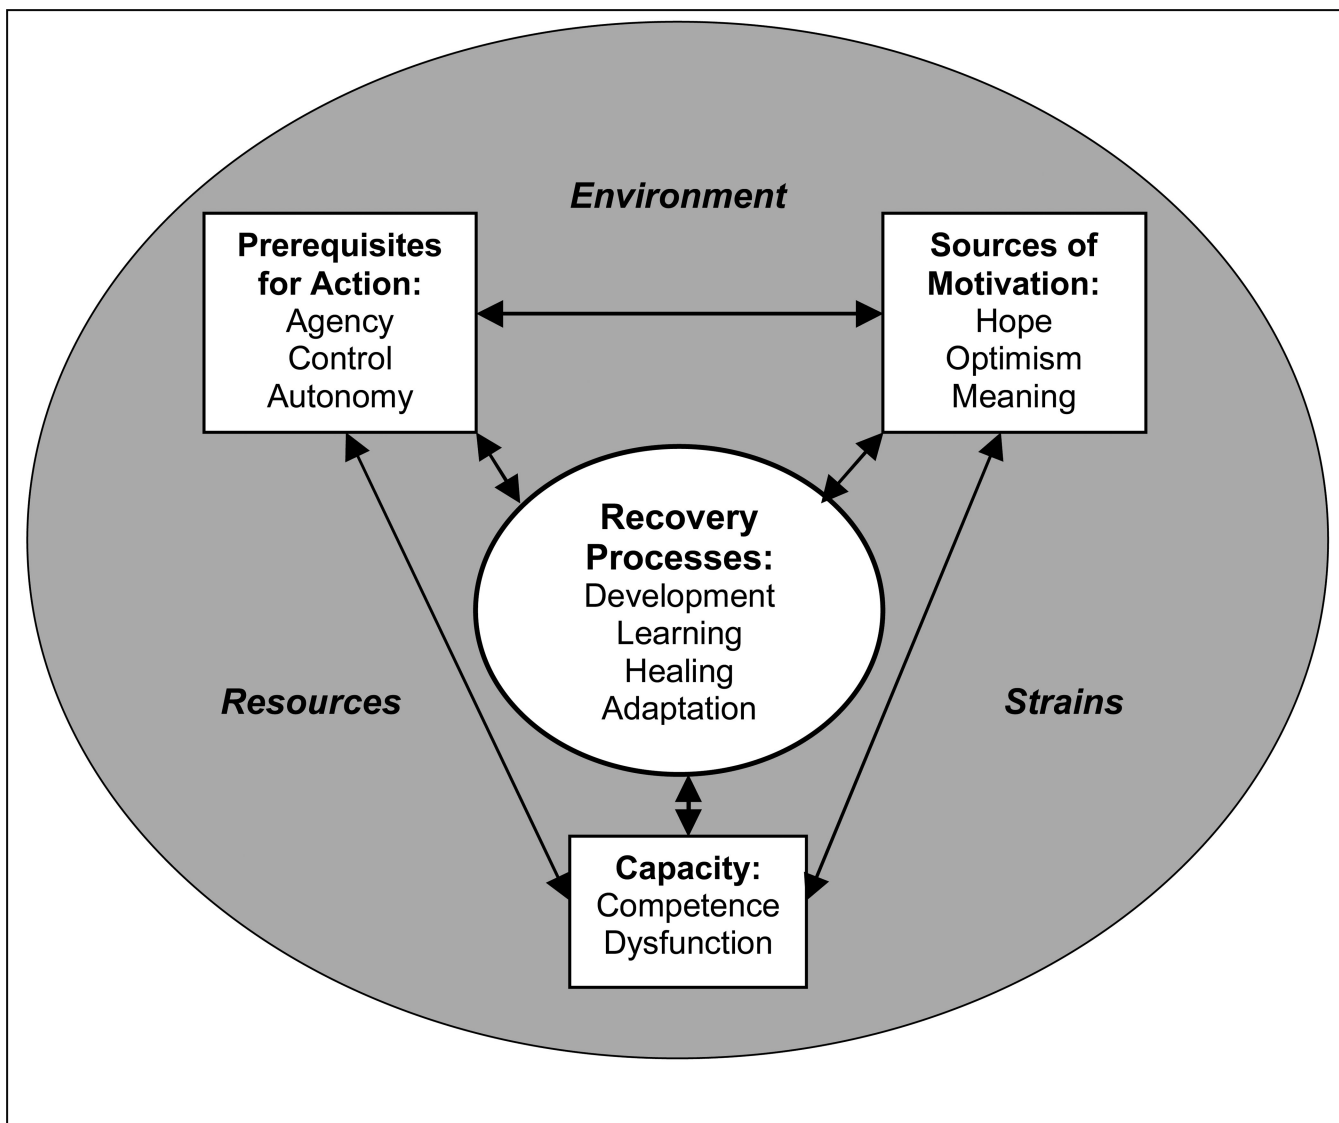 Environment
Prerequisites
for Action:
Agency
Control
Autonomy
Sources of
Motivation:
Hope
Optimism
Meaning
Recovery
Processes:
Development
Learning
Healing
Adaptation
Resources
Strains
Capacity:
Competence
Dysfunction